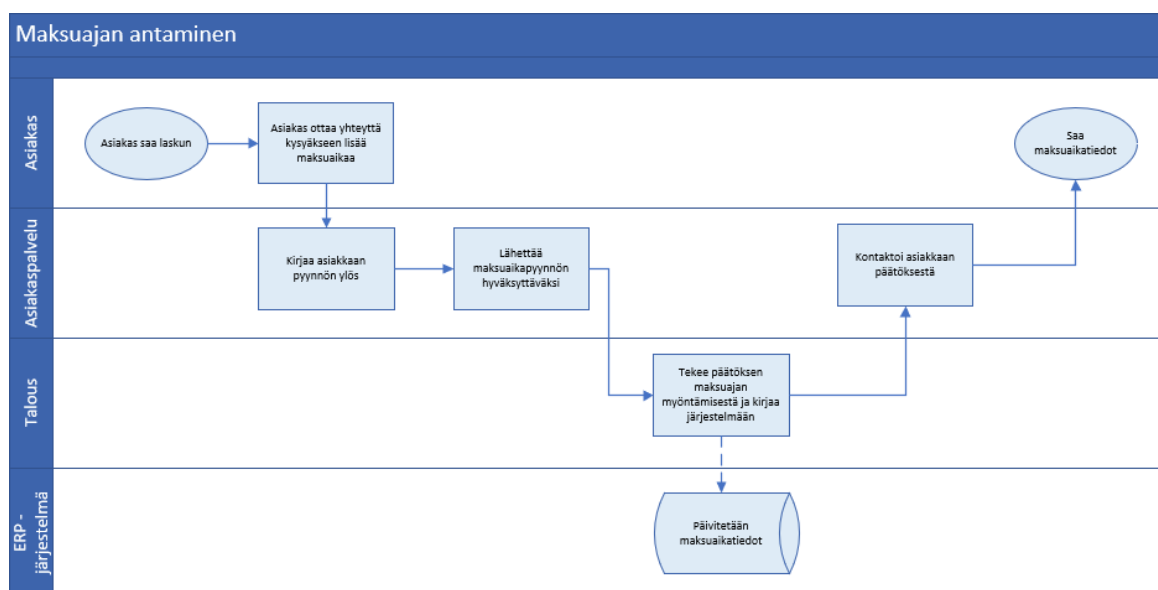 Maksuajan antaminen
Asiakas
Asiakas saa laskun
Asiakas ottaa yhteyttä
kysyäkseen lisää
maksuaikaa
Saa
maksuaikatiedot
Asiakaspalvelu
Kirjaa asiakkaan
pyynnön ylös
Lähettää
maksuaikapyynnön
hyväksyttäväksi
Kontaktoi asiakkaan
päätöksestä
Talous
Tekee päätöksen
maksuajan
myöntämisestä ja kirjaa
järjestelmään
ERP -
järjestelmä
Päivitetään
maksuaikatiedot